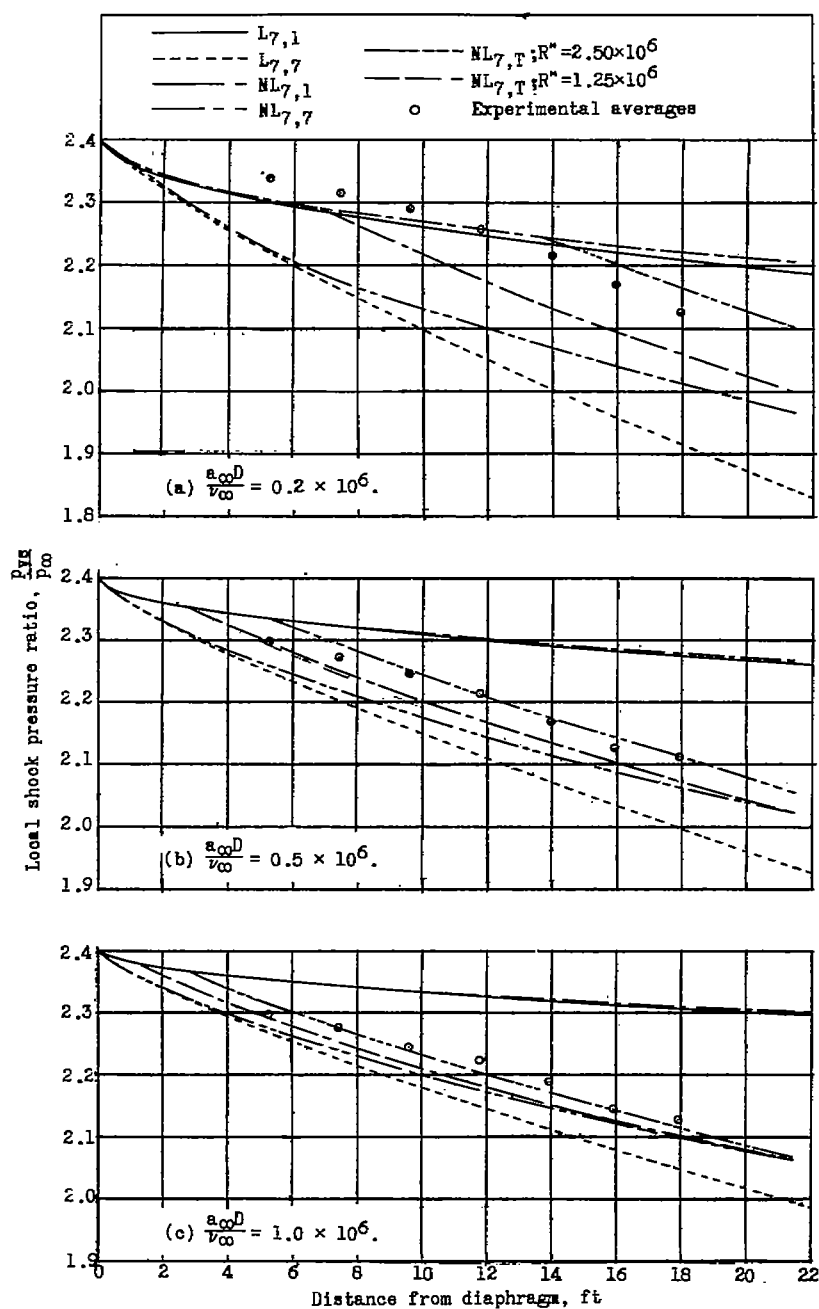 L7,1
L7,7
NL7,1
NL7,7
NL7,T;R*=2.50×10^6
NL7,T;R*=1.25×10^6
Experimental averages
2.4
2.3
2.2
2.1
2.0
1.9
1.8
(a) a∞D/ν∞ = 0.2 × 10^6.
Local shock pressure ratio, pvs/p∞
2.4
2.3
2.2
2.1
2.0
1.9
(b) a∞D/ν∞ = 0.5 × 10^6.
2.4
2.3
2.2
2.1
2.0
1.9
(c) a∞D/ν∞ = 1.0 × 10^6.
0 2 4 6 8 10 12 14 16 18 20 22
Distance from diaphragm, ft